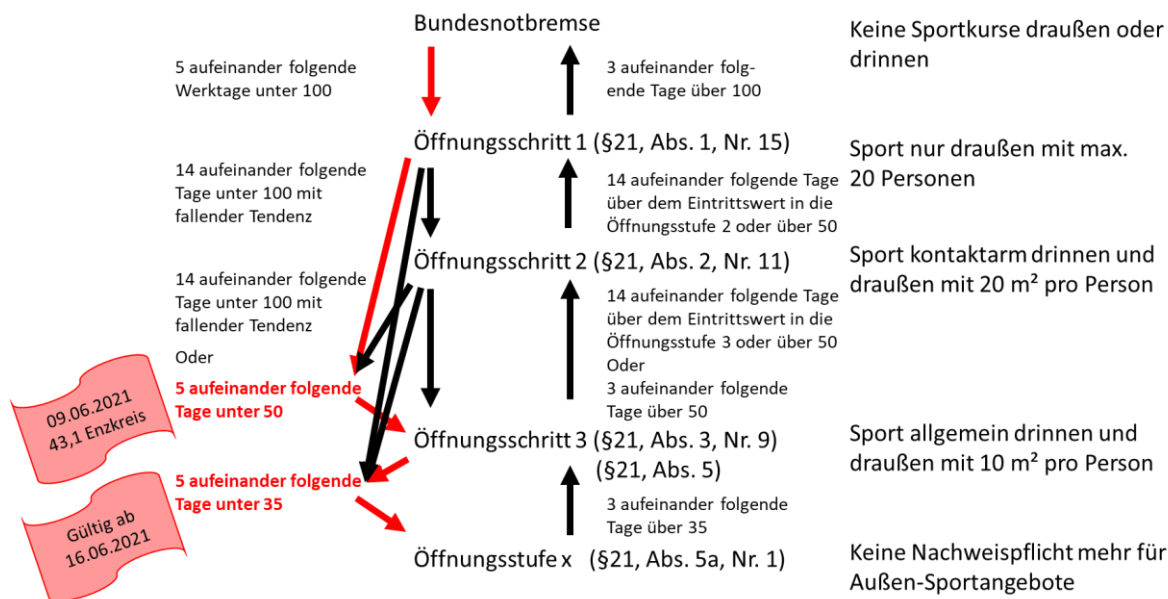 Bundesnotbremse
Keine Sportkurse draußen oder
drinnen
5 aufeinander folgende
Werktage unter 100
3 aufeinander folg-
ende Tage über 100
Öffnungsschritt 1 (§21, Abs. 1, Nr. 15)
Sport nur draußen mit max.
20 Personen
14 aufeinander folgende
Tage unter 100 mit
fallender Tendenz
14 aufeinander folgende Tage
über dem Eintrittswert in die
Öffnungsstufe 2 oder über 50
Öffnungsschritt 2 (§21, Abs. 2, Nr. 11)
Sport kontaktarm drinnen und
draußen mit 20 m² pro Person
14 aufeinander folgende
Tage unter 100 mit
fallender Tendenz
Oder
5 aufeinander folgende
Tage unter 50
14 aufeinander folgende Tage
über dem Eintrittswert in die
Öffnungsstufe 3 oder über 50
Oder
3 aufeinander folgende
Tage über 50
09.06.2021
43,1 Enzkreis
Öffnungsschritt 3 (§21, Abs. 3, Nr. 9)
(§21, Abs. 5)
Sport allgemein drinnen und
draußen mit 10 m² pro Person
5 aufeinander folgende
Tage unter 35
3 aufeinander folgende
Tage über 35
Gültig ab
16.06.2021
Öffnungsstufe x (§21, Abs. 5a, Nr. 1)
Keine Nachweispflicht mehr für
Außen-Sportangebote